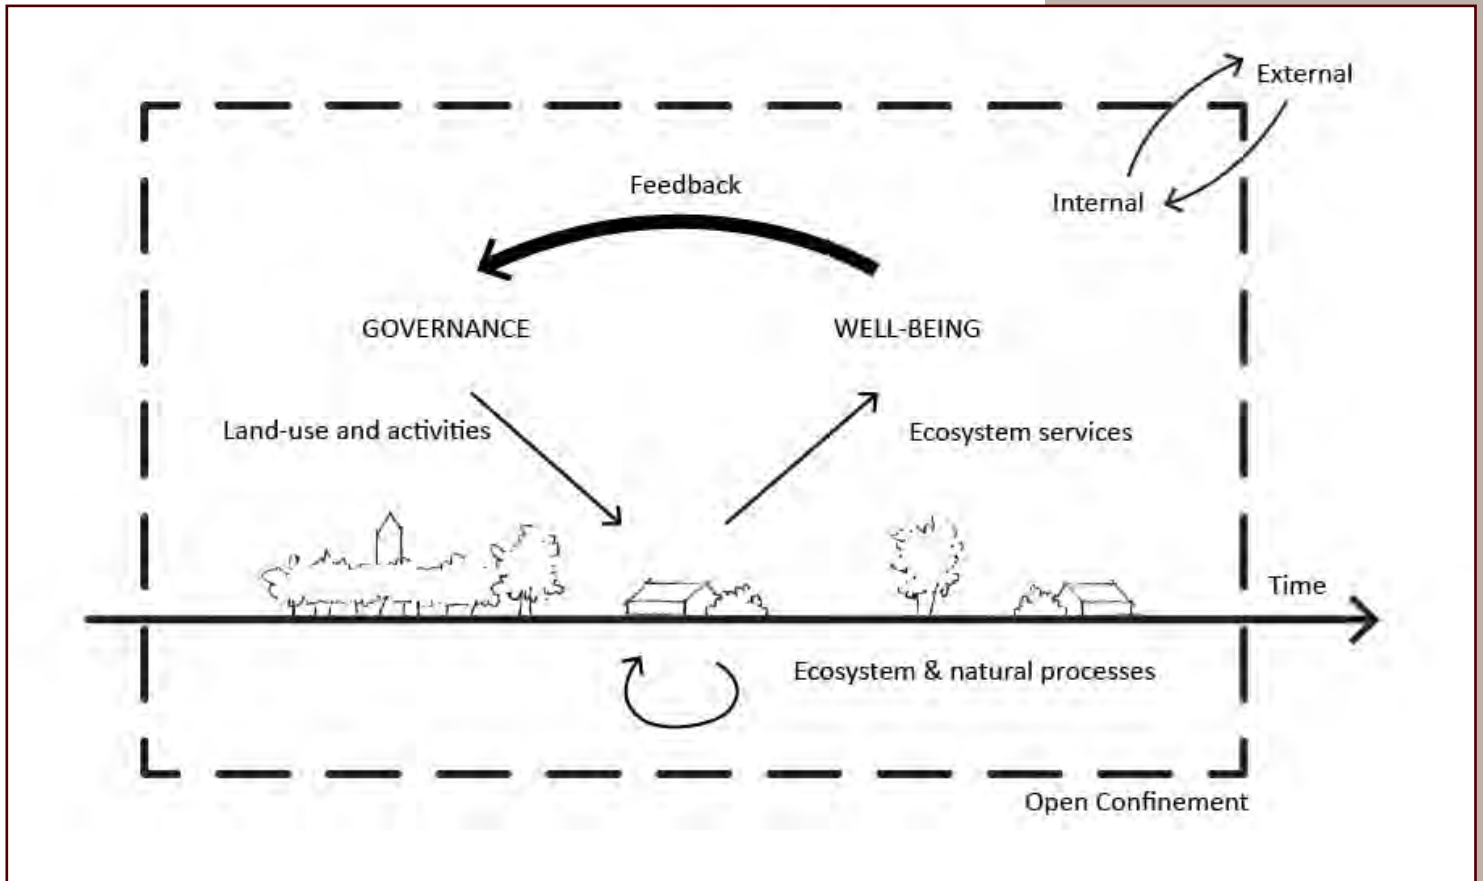 External
Feedback
Internal
GOVERNANCE
WELL-BEING
Land-use and activities
Ecosystem services
Time
Ecosystem & natural processes
Open Confinement